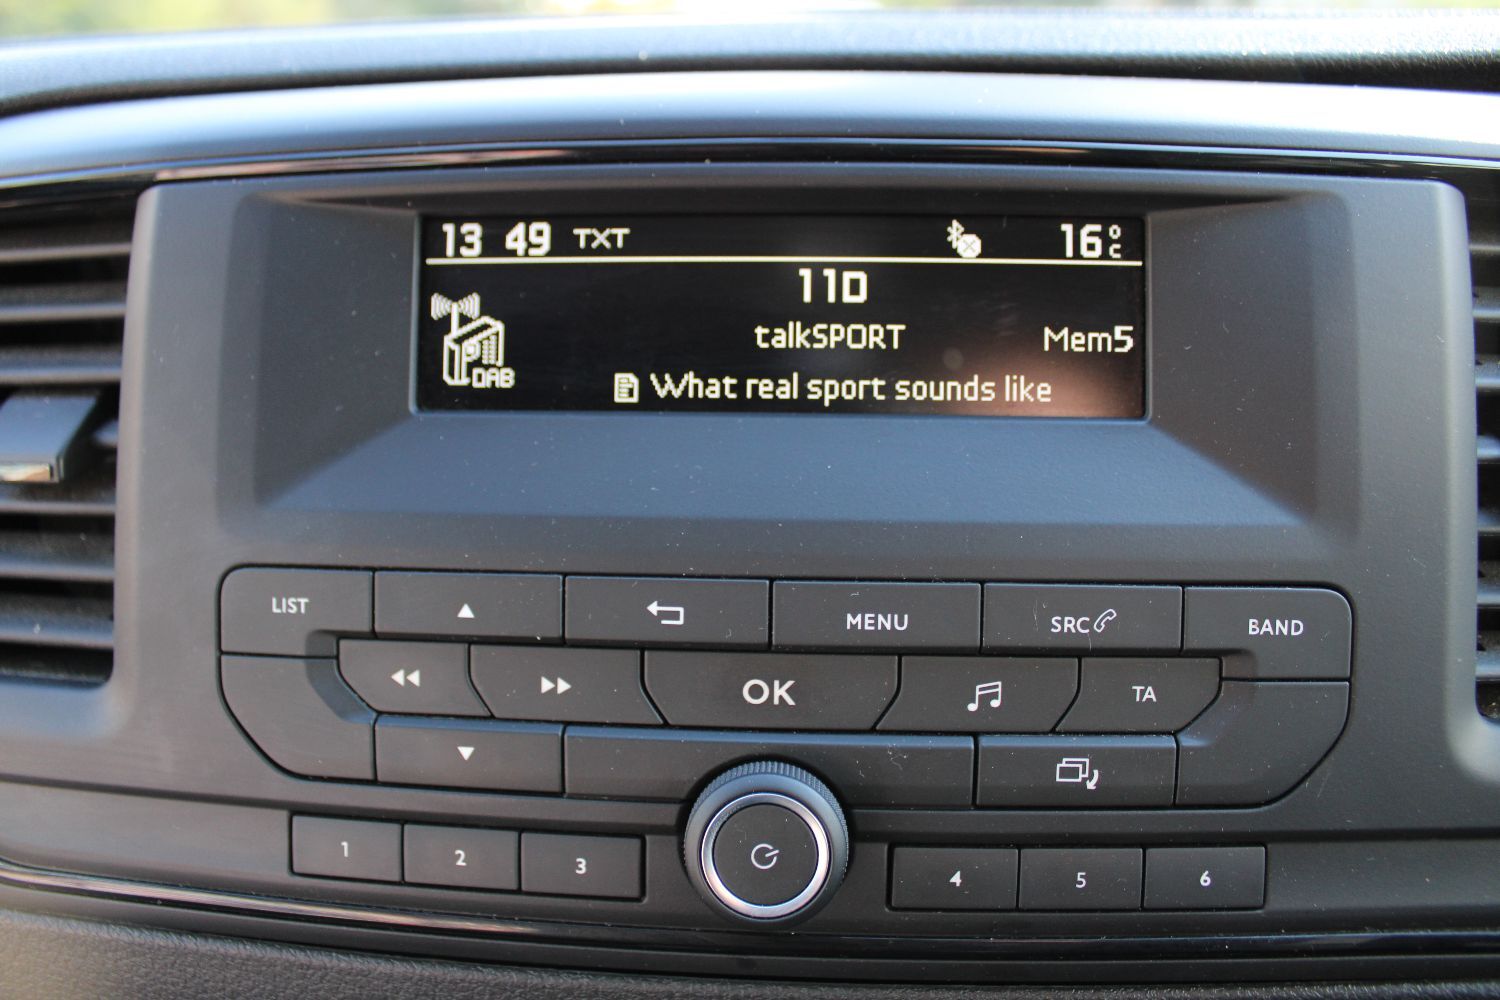 13 49 TXT 16°C
11D
talkSPORT Mem5
DAB
What real sport sounds like
LIST MENU SRC BAND
OK TA
1 2 3 4 5 6